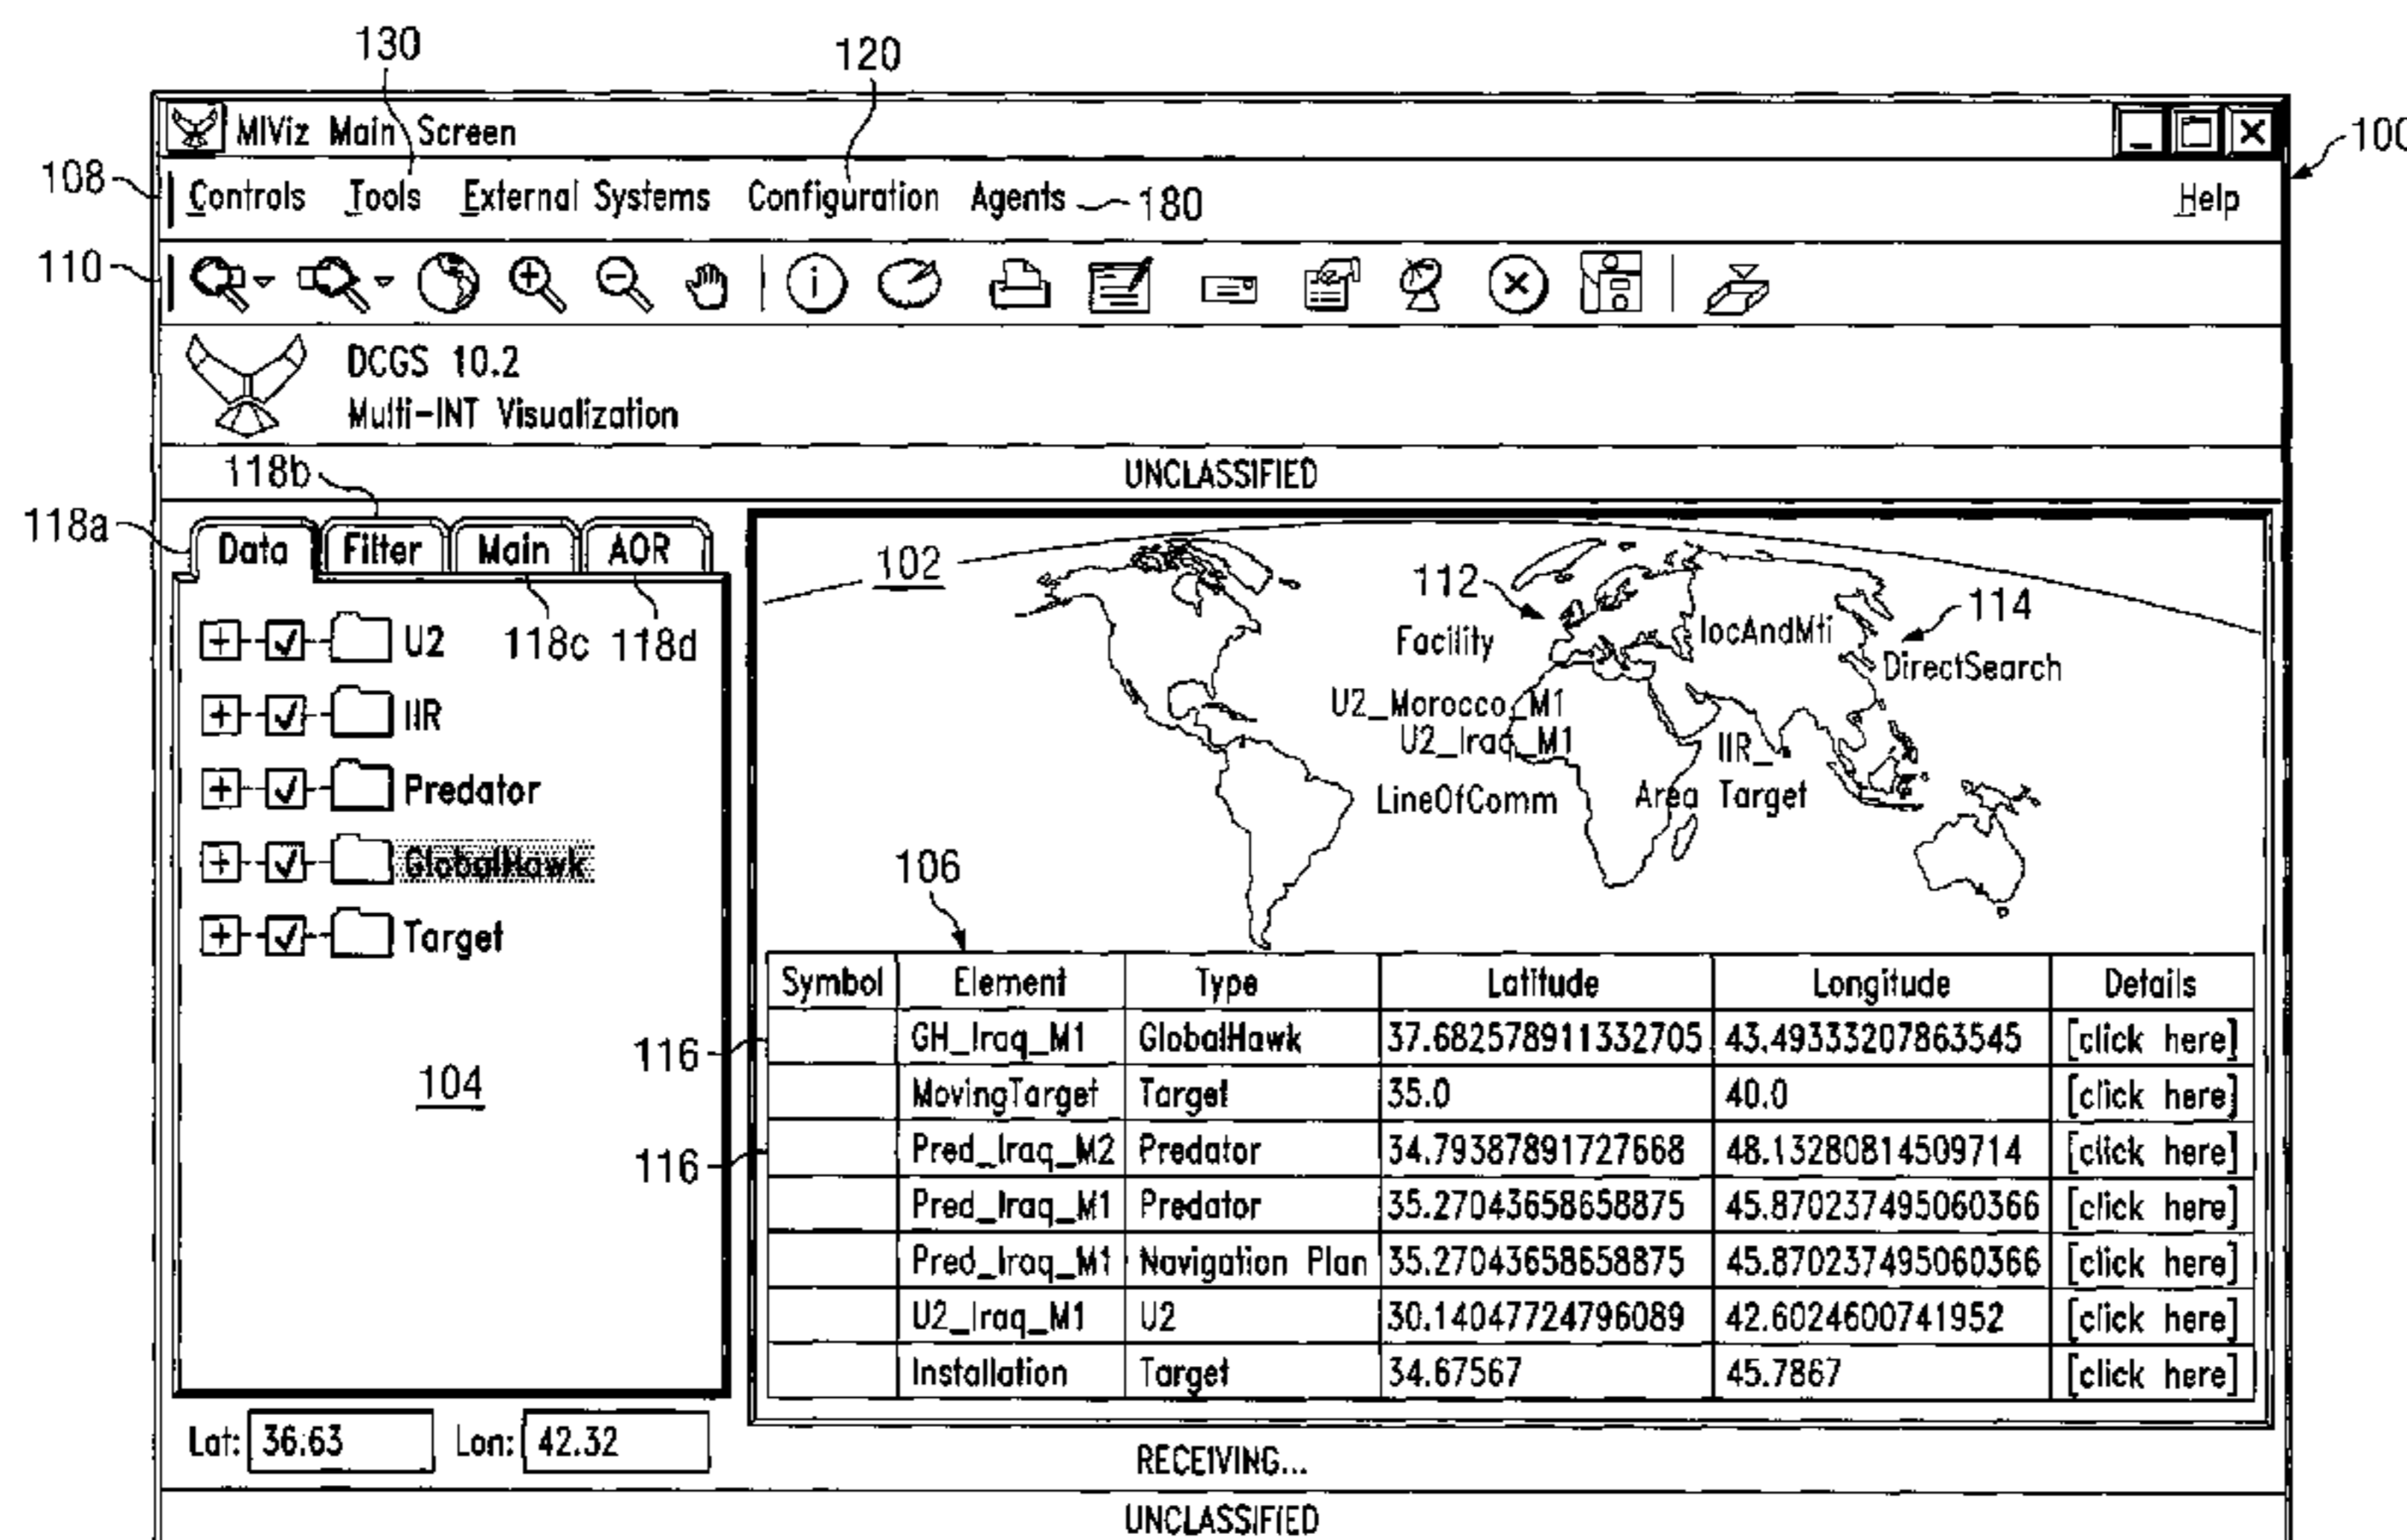 130
120
MIViz Main Screen
100
108
Controls Tools External Systems Configuration Agents 180 Help
110
DCGS 10.2
Multi-INT Visualization
UNCLASSIFIED
118b
118a
Data Filter Main AOR
118c 118d
U2
IIR
Predator
GlobalHawk
Target
104
102
112
114
Facility
locAndMti
DirectSearch
U2_Morocco_M1
U2_Iraq_M1
IIR_
LineOfComm
Area Target
106
Symbol Element Type Latitude Longitude Details
116
GH_Iraq_M1 GlobalHawk 37.682578911332705 43.49333207863545 [click here]
MovingTarget Target 35.0 40.0 [click here]
116
Pred_Iraq_M2 Predator 34.79387891727668 48.13280814509714 [click here]
Pred_Iraq_M1 Predator 35.27043658658875 45.870237495060366 [click here]
Pred_Iraq_M1 Navigation Plan 35.27043658658875 45.870237495060366 [click here]
U2_Iraq_M1 U2 30.14047724796089 42.6024600741952 [click here]
Installation Target 34.67567 45.7867 [click here]
Lat: 36.63 Lon: 42.32
RECEIVING...
UNCLASSIFIED